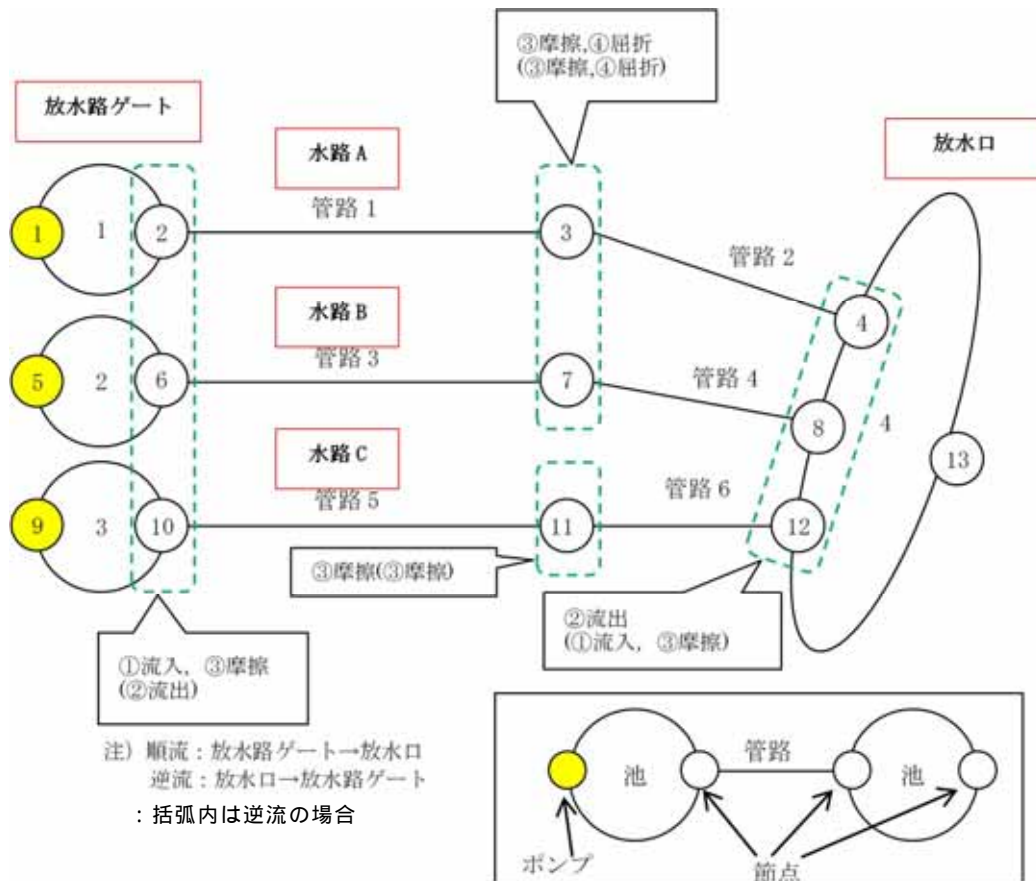 ③摩擦,④屈折
(③摩擦,④屈折)
放水路ゲート
水路A
放水口
管路1
1
1
2
3
管路2
4
水路B
管路3
5
2
6
7
管路4
8
4
13
水路C
管路5
9
3
10
11
管路6
12
③摩擦(③摩擦)
①流入, ③摩擦
(②流出)
②流出
(①流入, ③摩擦)
注) 順流:放水路ゲート→放水口
逆流:放水口→放水路ゲート
:括弧内は逆流の場合
池
管路
池
ポンプ
節点